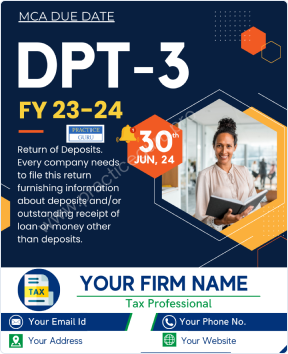 MCA DUE DATE
DPT-3
FY 23-24
PRACTICE
GURU
30th
JUN, 24
Return of Deposits.
Every company needs
to file this return
furnishing information
about deposits and/or
outstanding receipt of
loan or money other
than deposits.
TAX
YOUR FIRM NAME
Tax Professional
Your Email Id
Your Phone No.
Your Address
Your Website